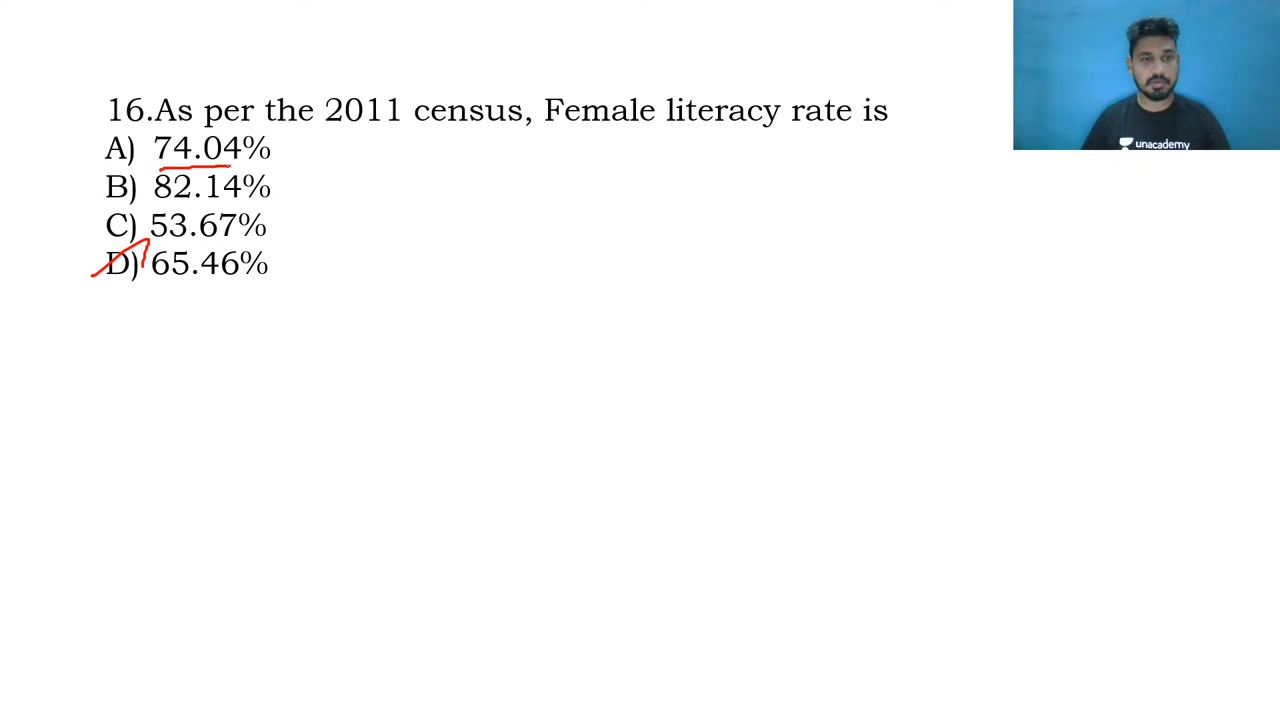 16.As per the 2011 census, Female literacy rate is
A) 74.04%
B) 82.14%
C) 53.67%
D) 65.46%
unacademy